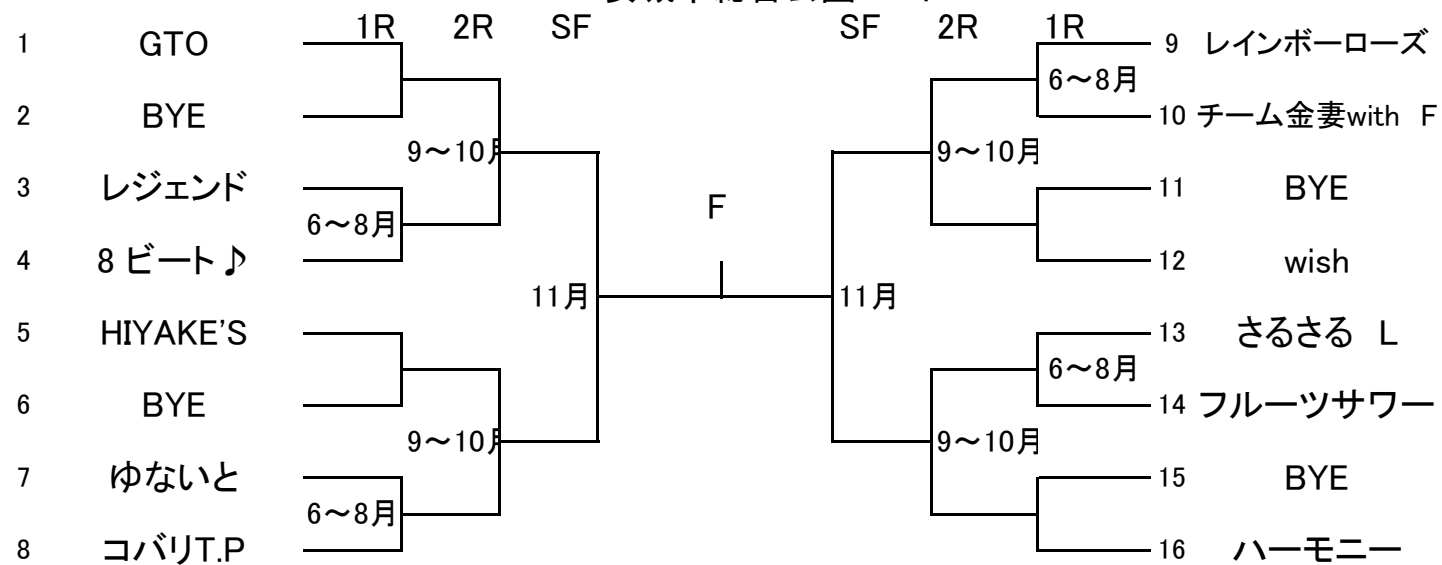 1R 2R SF SF 2R 1R
1 GTO
2 BYE
9～10月
3 レジェンド
6～8月
4 8 ビート♪
11月
5 HIYAKE'S
6 BYE
9～10月
7 ゆないと
6～8月
8 コバリT.P
F
9 レインボーローズ
6～8月
10 チーム金妻with F
9～10月
11 BYE
12 wish
11月
13 さるさる L
6～8月
14 フルーツサワー
9～10月
15 BYE
16 ハーモニー